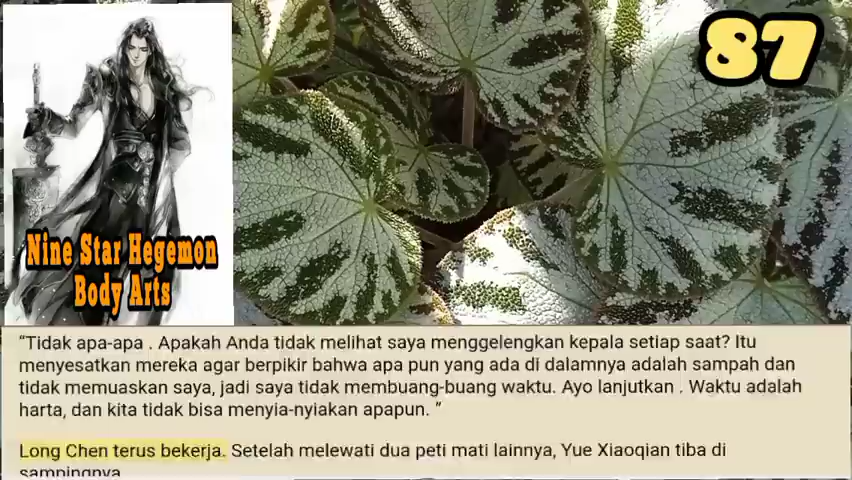 87
Nine Star Hegemon
Body Arts
“Tidak apa-apa . Apakah Anda tidak melihat saya menggelengkan kepala setiap saat? Itu
menyesatkan mereka agar berpikir bahwa apa pun yang ada di dalamnya adalah sampah dan
tidak memuaskan saya, jadi saya tidak membuang-buang waktu. Ayo lanjutkan . Waktu adalah
harta, dan kita tidak bisa menyia-nyiakan apapun. ”
Long Chen terus bekerja. Setelah melewati dua peti mati lainnya, Yue Xiaoqian tiba di
sampingnya